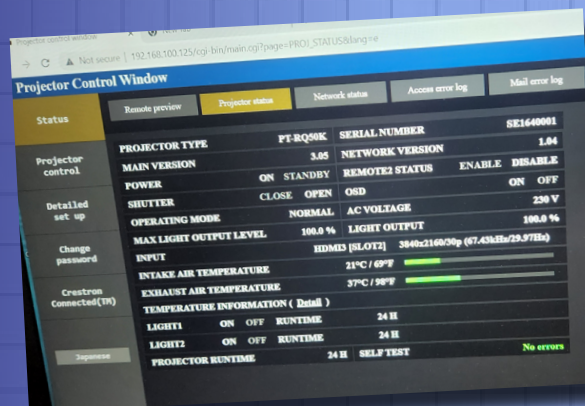 Projector control window
New Tab
Not secure | 192.168.100.125/cgi-bin/main.cgi?page=PROJ_STATUS&lang=e
Projector Control Window
Status
Remote preview
Projector status
Network status
Access error log
Mail error log
Projector control
Detailed set up
Change password
Crestron Connected(TM)
Japanese
PROJECTOR TYPE PT-RQ50K SERIAL NUMBER SE1640001
MAIN VERSION 3.05 NETWORK VERSION 1.04
POWER ON STANDBY REMOTE2 STATUS ENABLE DISABLE
SHUTTER CLOSE OPEN OSD ON OFF
OPERATING MODE NORMAL AC VOLTAGE 230 V
MAX LIGHT OUTPUT LEVEL 100.0 % LIGHT OUTPUT 100.0 %
INPUT HDMI3 [SLOT2] 3840x2160/30p (67.43kHz/29.97Hz)
INTAKE AIR TEMPERATURE 21°C / 69°F
EXHAUST AIR TEMPERATURE 37°C / 98°F
TEMPERATURE INFORMATION ( Detail )
LIGHT1 ON OFF RUNTIME 24 H
LIGHT2 ON OFF RUNTIME 24 H
PROJECTOR RUNTIME 24 H SELF TEST No errors